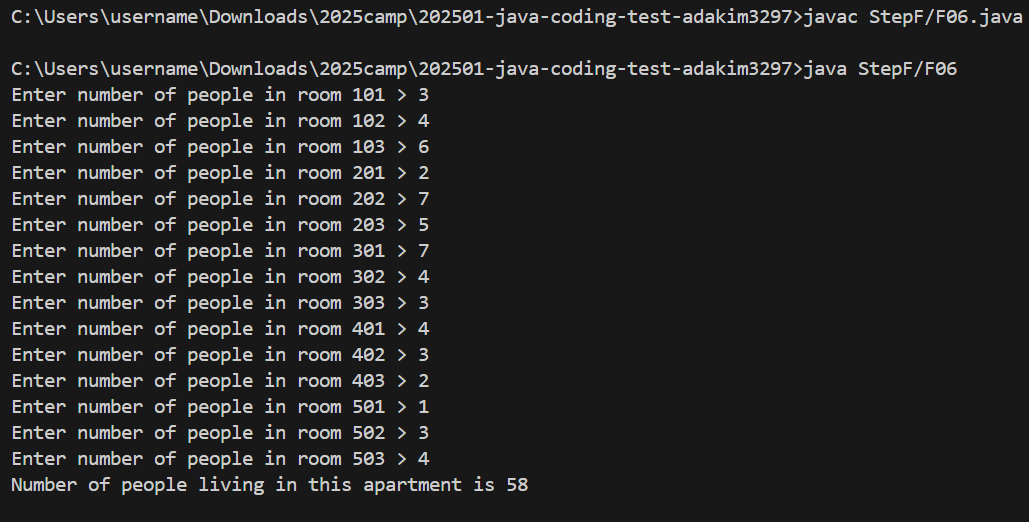 C:\Users\username\Downloads\2025camp\202501-java-coding-test-adakim3297>javac StepF/F06.java
C:\Users\username\Downloads\2025camp\202501-java-coding-test-adakim3297>java StepF/F06
Enter number of people in room 101 > 3
Enter number of people in room 102 > 4
Enter number of people in room 103 > 6
Enter number of people in room 201 > 2
Enter number of people in room 202 > 7
Enter number of people in room 203 > 5
Enter number of people in room 301 > 7
Enter number of people in room 302 > 4
Enter number of people in room 303 > 3
Enter number of people in room 401 > 4
Enter number of people in room 402 > 3
Enter number of people in room 403 > 2
Enter number of people in room 501 > 1
Enter number of people in room 502 > 3
Enter number of people in room 503 > 4
Number of people living in this apartment is 58